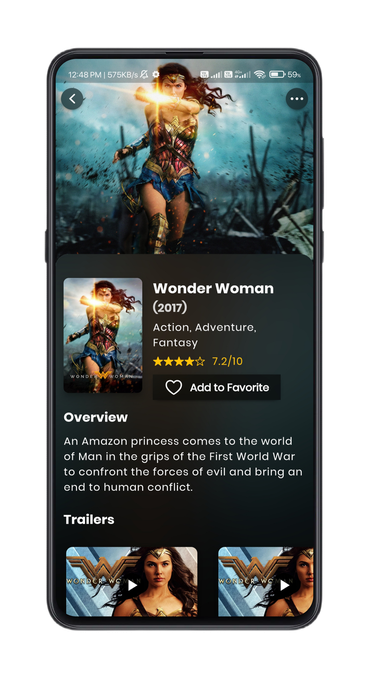 12:48 PM | 575KB/s
59%
Wonder Woman
(2017)
Action, Adventure,
Fantasy
7.2/10
WONDER WOMAN
Add to Favorite
Overview
An Amazon princess comes to the world
of Man in the grips of the First World War
to confront the forces of evil and bring an
end to human conflict.
Trailers
WONDER WO
WONDER WO